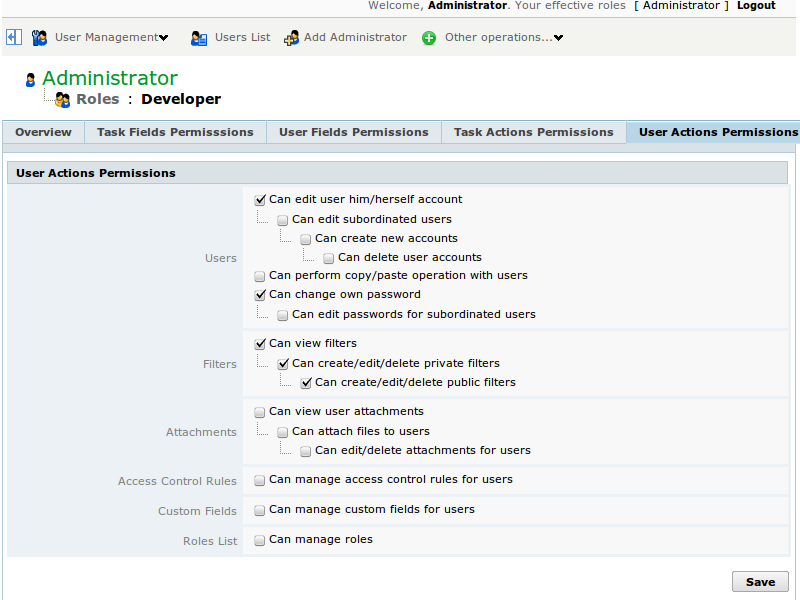 Welcome, Administrator. Your effective roles [ Administrator ] Logout
User Management Users List Add Administrator Other operations...
Administrator
Roles : Developer
Overview Task Fields Permisssions User Fields Permissions Task Actions Permissions User Actions Permissions
User Actions Permissions
Can edit user him/herself account
Can edit subordinated users
Can create new accounts
Users Can delete user accounts
Can perform copy/paste operation with users
Can change own password
Can edit passwords for subordinated users
Can view filters
Filters Can create/edit/delete private filters
Can create/edit/delete public filters
Can view user attachments
Attachments Can attach files to users
Can edit/delete attachments for users
Access Control Rules Can manage access control rules for users
Custom Fields Can manage custom fields for users
Roles List Can manage roles
Save